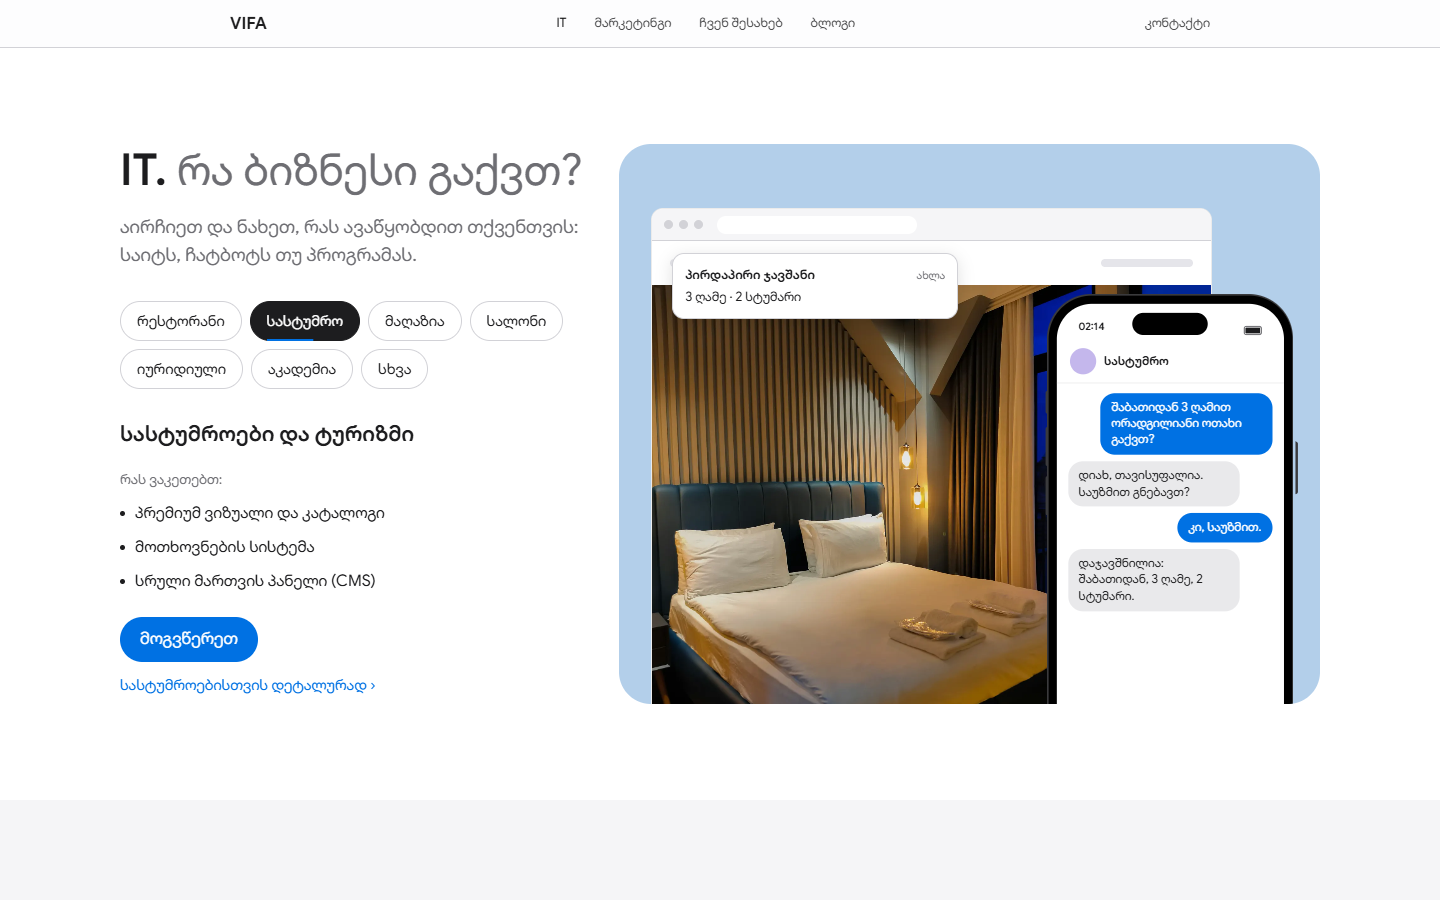 VIFA
IT
მარკეტინგი
ჩვენ შესახებ
ბლოგი
კონტაქტი
IT. რა ბიზნესი გაქვთ?
აირჩიეთ და ნახეთ, რას ავაწყობდით თქვენთვის:
საიტს, ჩატბოტს თუ პროგრამას.
რესტორანი
სასტუმრო
მაღაზია
სალონი
იურიდიული
აკადემია
სხვა
სასტუმროები და ტურიზმი
რას ვაკეთებთ:
• პრემიუმ ვიზუალი და კატალოგი
• მოთხოვნების სისტემა
• სრული მართვის პანელი (CMS)
მოგვწერეთ
სასტუმროებისთვის დეტალურად ›
პირდაპირი ჯავშანი
ახლა
3 ღამე · 2 სტუმარი
02:14
სასტუმრო
შაბათიდან 3 ღამით
ორადგილიანი ოთახი
გაქვთ?
დიახ, თავისუფალია.
საუზმით გნებავთ?
კი, საუზმით.
დაჯავშნილია:
შაბათიდან, 3 ღამე, 2
სტუმარი.